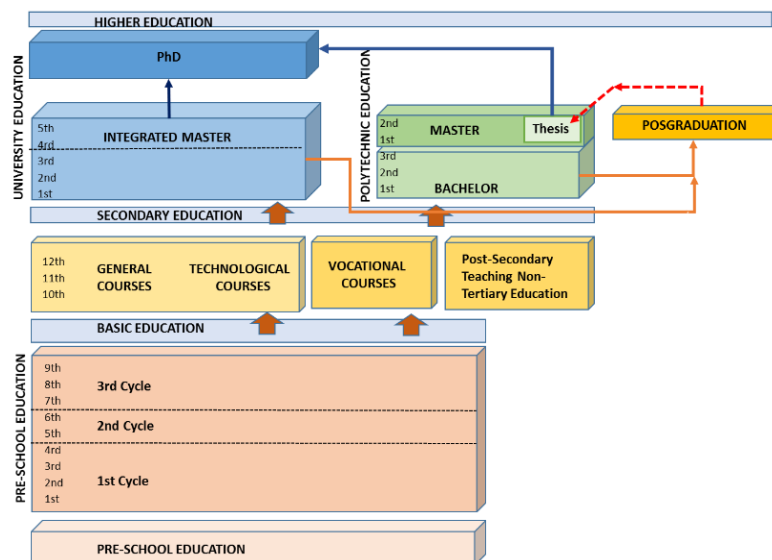 HIGHER EDUCATION
PhD
UNIVERSITY EDUCATION
5th
4rd
3rd
2nd
1st
INTEGRATED MASTER
POLYTECHNIC EDUCATION
2nd
1st
MASTER
Thesis
3rd
2nd
1st
BACHELOR
POSGRADUATION
SECONDARY EDUCATION
12th
11th
10th
GENERAL
COURSES
TECHNOLOGICAL
COURSES
VOCATIONAL
COURSES
Post-Secondary
Teaching Non-
Tertiary Education
BASIC EDUCATION
PRE-SCHOOL EDUCATION
9th
8th
7th
3rd Cycle
6th
5th
2nd Cycle
4rd
3rd
2nd
1st
1st Cycle
PRE-SCHOOL EDUCATION